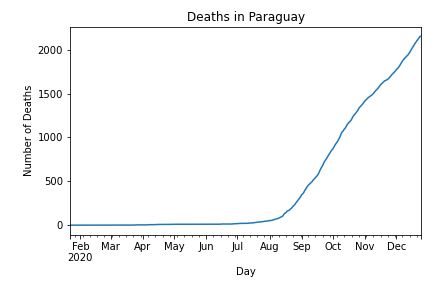 Deaths in Paraguay
Number of Deaths
2000
1500
1000
500
0
Feb Mar Apr May Jun Jul Aug Sep Oct Nov Dec
2020
Day